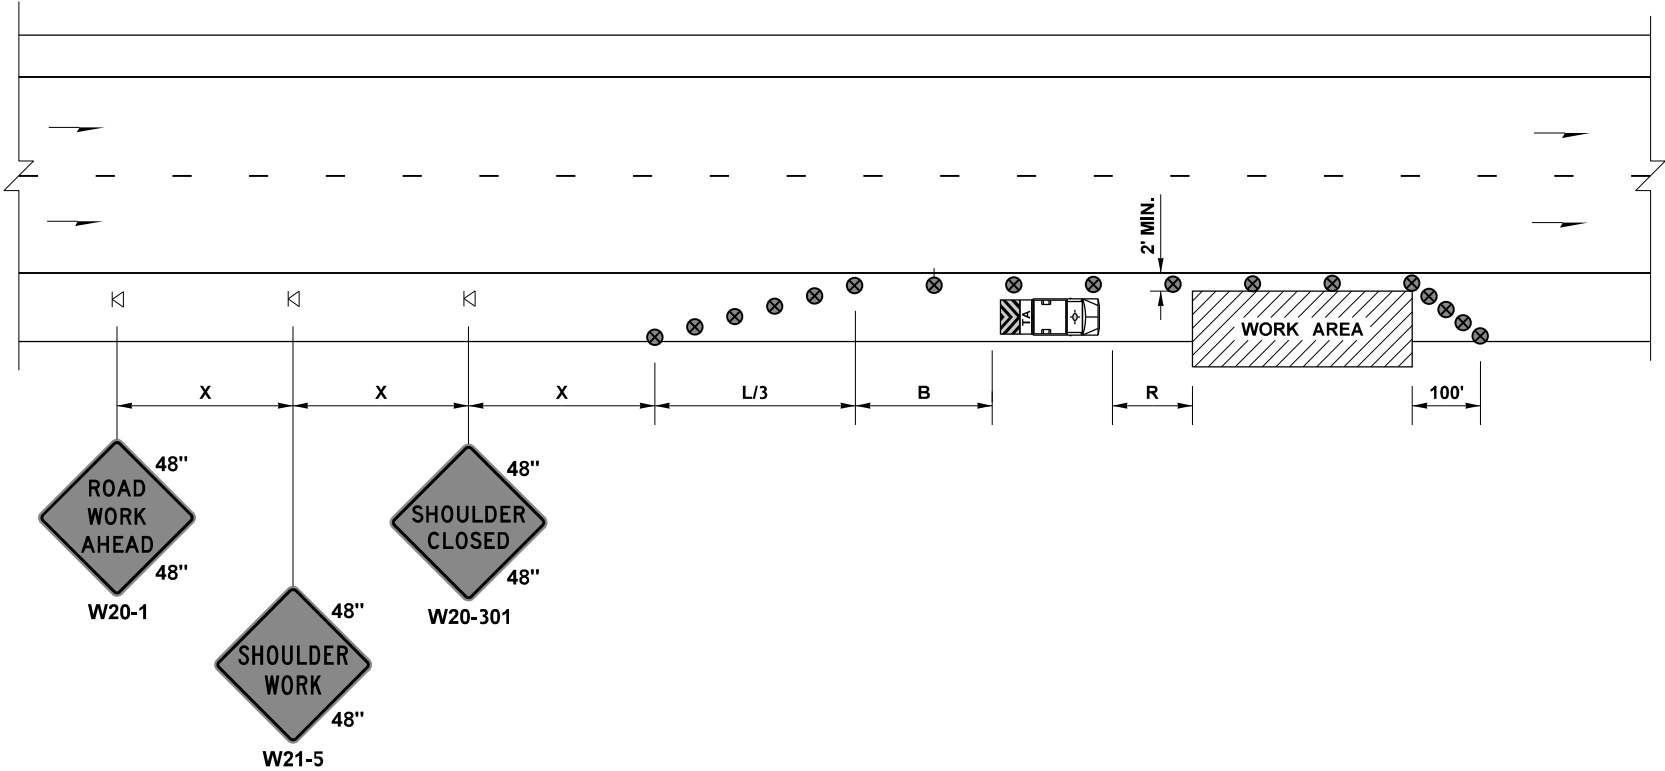 2' MIN.
TA
WORK AREA
X
X
X
L/3
B
R
100'
ROAD
WORK
AHEAD
48"
48"
W20-1
SHOULDER
WORK
48"
48"
W21-5
SHOULDER
CLOSED
48"
48"
W20-301